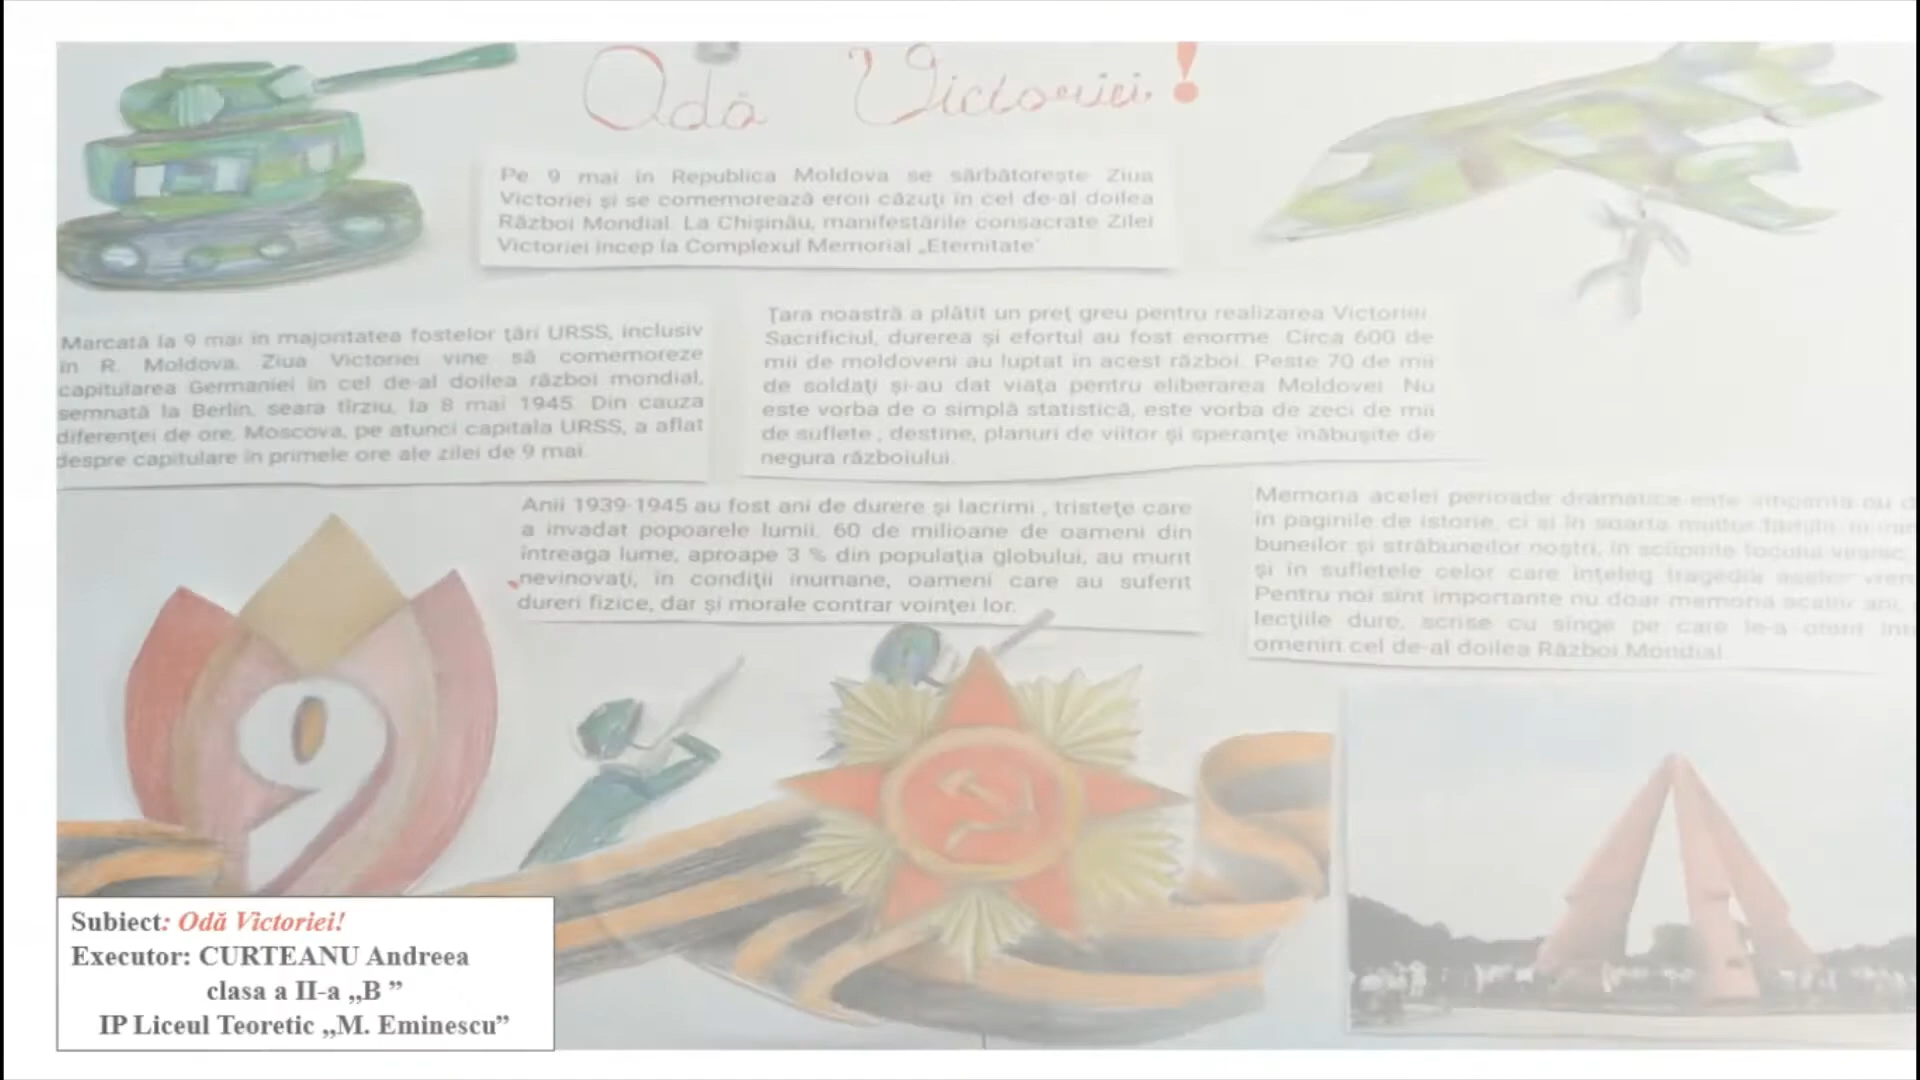 Odă Victoriei!
Pe 9 mai în Republica Moldova se sărbătorește Ziua
Victoriei și se comemorează eroii căzuți în cel de-al doilea
Război Mondial. La Chișinău, manifestările consacrate Zilei
Victoriei încep la Complexul Memorial „Eternitate"
Marcată la 9 mai în majoritatea fostelor țări URSS, inclusiv
în R. Moldova, Ziua Victoriei vine să comemoreze
capitularea Germaniei în cel de-al doilea război mondial,
semnată la Berlin, seara tîrziu, la 8 mai 1945. Din cauza
diferenței de ore, Moscova, pe atunci capitala URSS, a aflat
despre capitulare în primele ore ale zilei de 9 mai.
Țara noastră a plătit un preț greu pentru realizarea Victoriei.
Sacrificiul, durerea și efortul au fost enorme. Circa 600 de
mii de moldoveni au luptat în acest război. Peste 70 de mii
de soldați și-au dat viața pentru eliberarea Moldovei. Nu
este vorba de o simplă statistică, este vorba de zeci de mii
de suflete , destine, planuri de viitor și speranțe înăbușite de
negura războiului.
Anii 1939-1945 au fost ani de durere și lacrimi , tristețe care
a invadat popoarele lumii. 60 de milioane de oameni din
întreaga lume, aproape 3 % din populația globului, au murit
nevinovați, în condiții inumane, oameni care au suferit
dureri fizice, dar și morale contrar voinței lor.
Memoria acelei perioade dramatice este nu
în paginile de istorie, ci și în soarta
buneilor și străbuneilor noștri, în focului
și în sufletele celor care înțeleg tragedia
Pentru noi sînt importante nu doar memoria
lecțiile dure, scrise cu sînge pe care le-a
omenirii cel de-al doilea Război Mondial.
9
Subiect: Odă Victoriei!
Executor: CURTEANU Andreea
clasa a II-a „B ”
IP Liceul Teoretic „M. Eminescu”